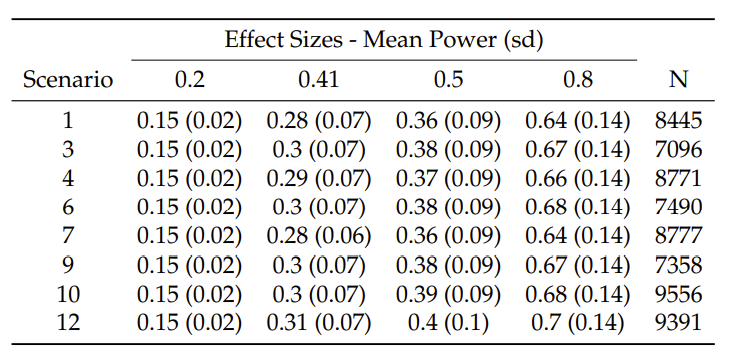 Effect Sizes - Mean Power (sd)
Scenario 0.2 0.41 0.5 0.8 N
1 0.15 (0.02) 0.28 (0.07) 0.36 (0.09) 0.64 (0.14) 8445
3 0.15 (0.02) 0.3 (0.07) 0.38 (0.09) 0.67 (0.14) 7096
4 0.15 (0.02) 0.29 (0.07) 0.37 (0.09) 0.66 (0.14) 8771
6 0.15 (0.02) 0.3 (0.07) 0.38 (0.09) 0.68 (0.14) 7490
7 0.15 (0.02) 0.28 (0.06) 0.36 (0.09) 0.64 (0.14) 8777
9 0.15 (0.02) 0.3 (0.07) 0.38 (0.09) 0.67 (0.14) 7358
10 0.15 (0.02) 0.3 (0.07) 0.39 (0.09) 0.68 (0.14) 9556
12 0.15 (0.02) 0.31 (0.07) 0.4 (0.1) 0.7 (0.14) 9391